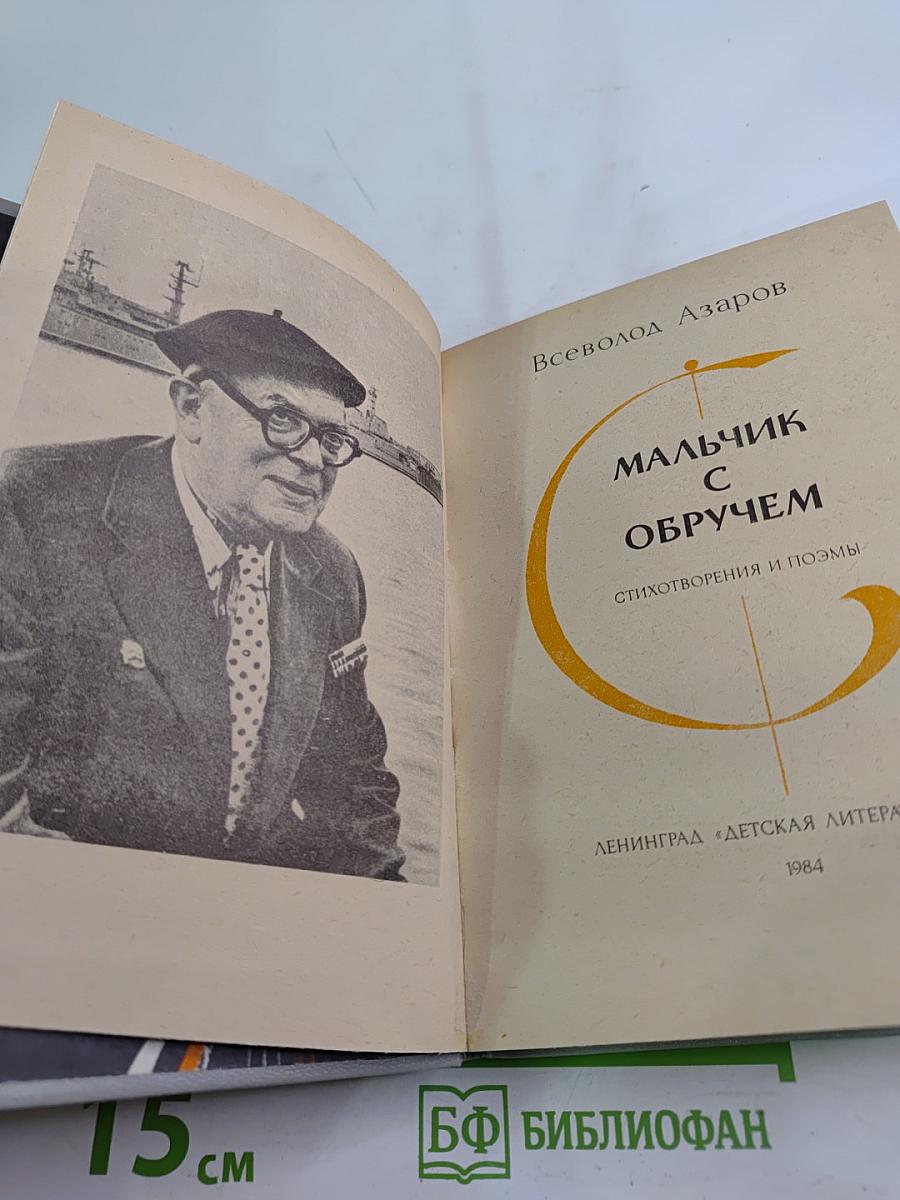 Всеволод Азаров
МАЛЬЧИК
С
ОБРУЧЕМ
СТИХОТВОРЕНИЯ И ПОЭМЫ
ЛЕНИНГРАД «ДЕТСКАЯ ЛИТЕРА
1984
15 см
БФ БИБЛИОФАН